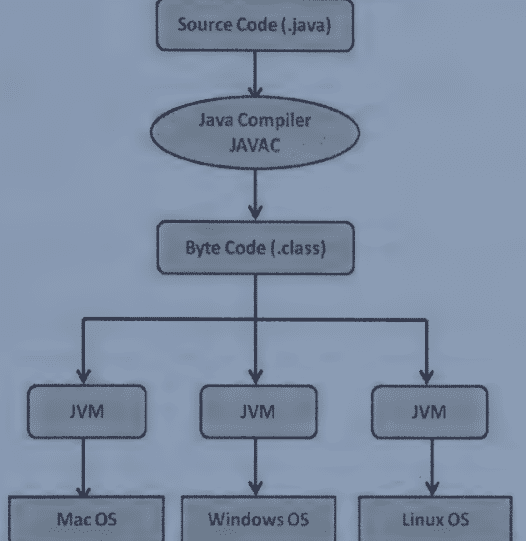 Source Code (.java)
Java Compiler
JAVAC
Byte Code (.class)
JVM
JVM
JVM
Mac OS
Windows OS
Linux OS